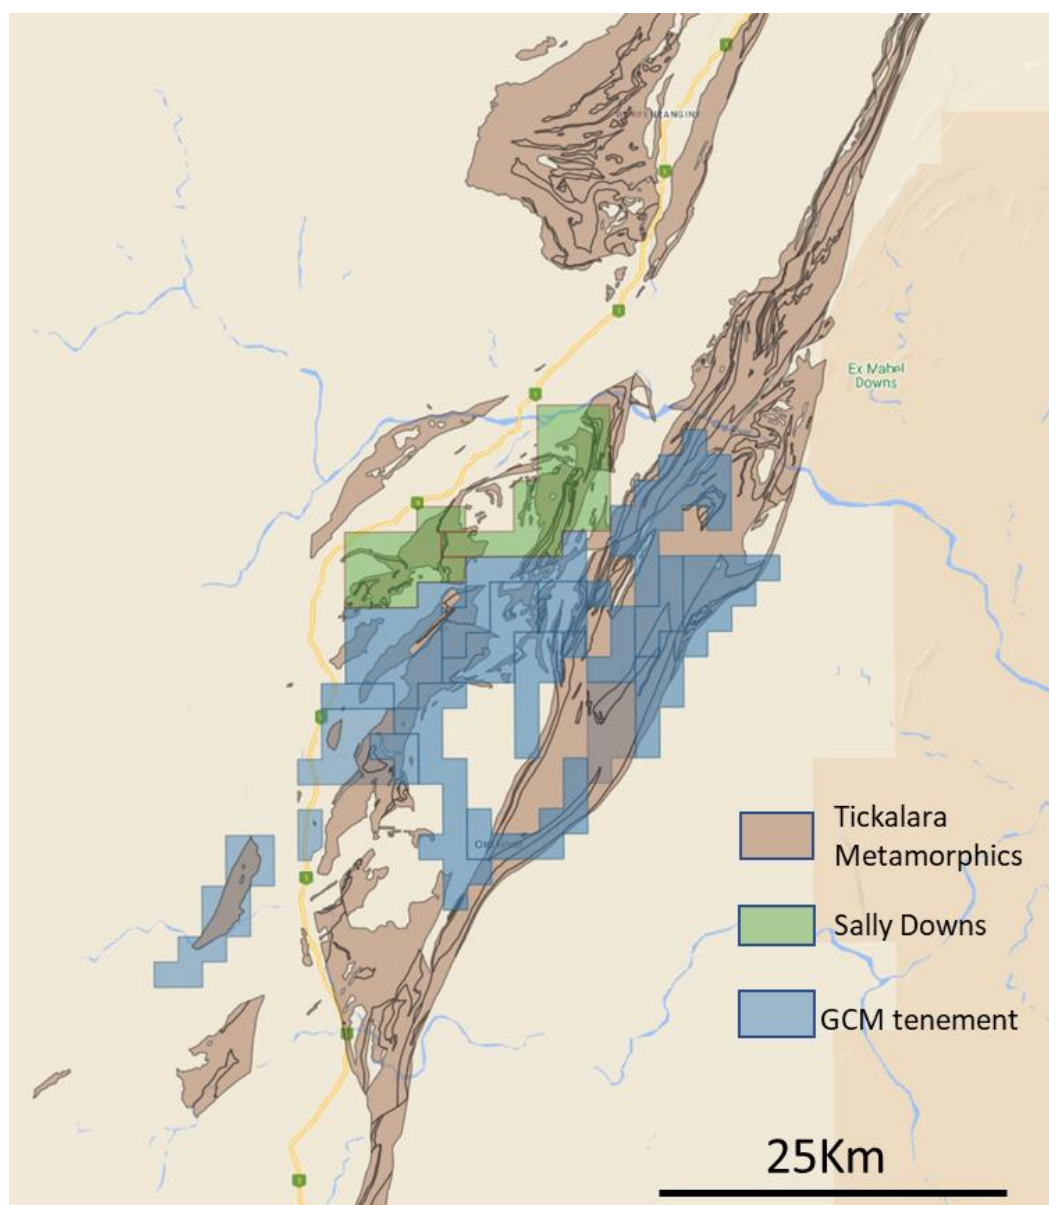 Ex Mabel
Downs
Tickalara
Metamorphics
Sally Downs
GCM tenement
25Km